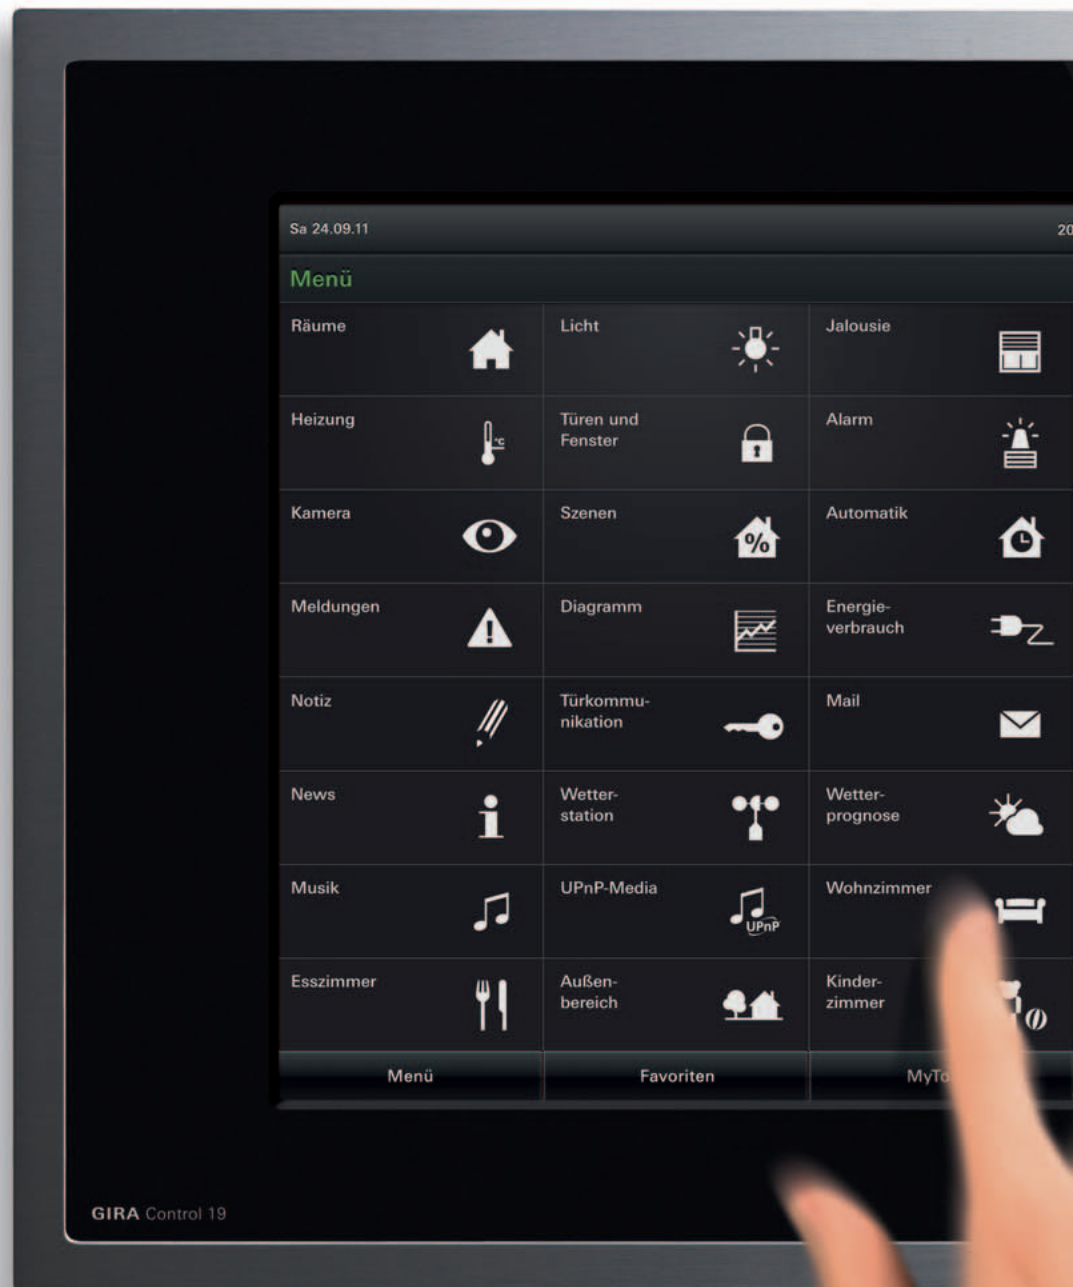 Sa 24.09.11
20
Menü
Räume
Licht
Jalousie
Heizung
Türen und
Fenster
Alarm
°C
Kamera
Szenen
Automatik
%
Meldungen
Diagramm
Energie-
verbrauch
Notiz
Türkommu-
nikation
Mail
News
Wetter-
station
Wetter-
prognose
Musik
UPnP-Media
Wohnzimmer
UPnP
Esszimmer
Außen-
bereich
Kinder-
zimmer
Menü
Favoriten
GIRA Control 19